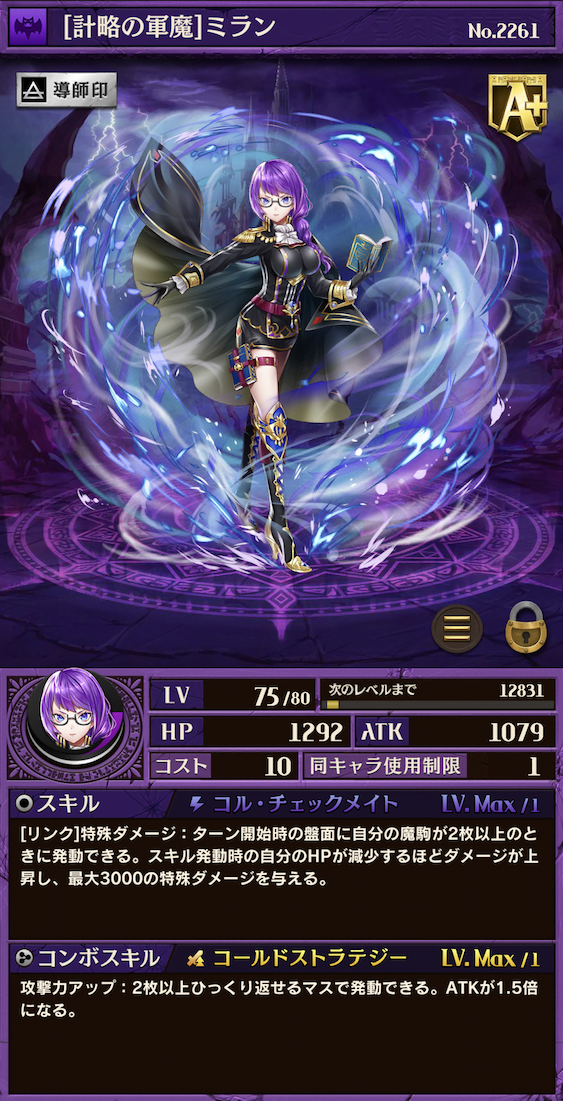 [計略の軍魔]ミラン
No.2261
導師印
A+
LV 75/80
次のレベルまで 12831
HP 1292
ATK 1079
コスト 10
同キャラ使用制限 1
スキル コル・チェックメイト LV.Max/1
[リンク]特殊ダメージ：ターン開始時の盤面に自分の魔駒が2枚以上のと
きに発動できる。スキル発動時の自分のHPが減少するほどダメージが上
昇し、最大3000の特殊ダメージを与える。
コンボスキル コールドストラテジー LV.Max/1
攻撃力アップ：2枚以上ひっくり返せるマスで発動できる。ATKが1.5倍
になる。